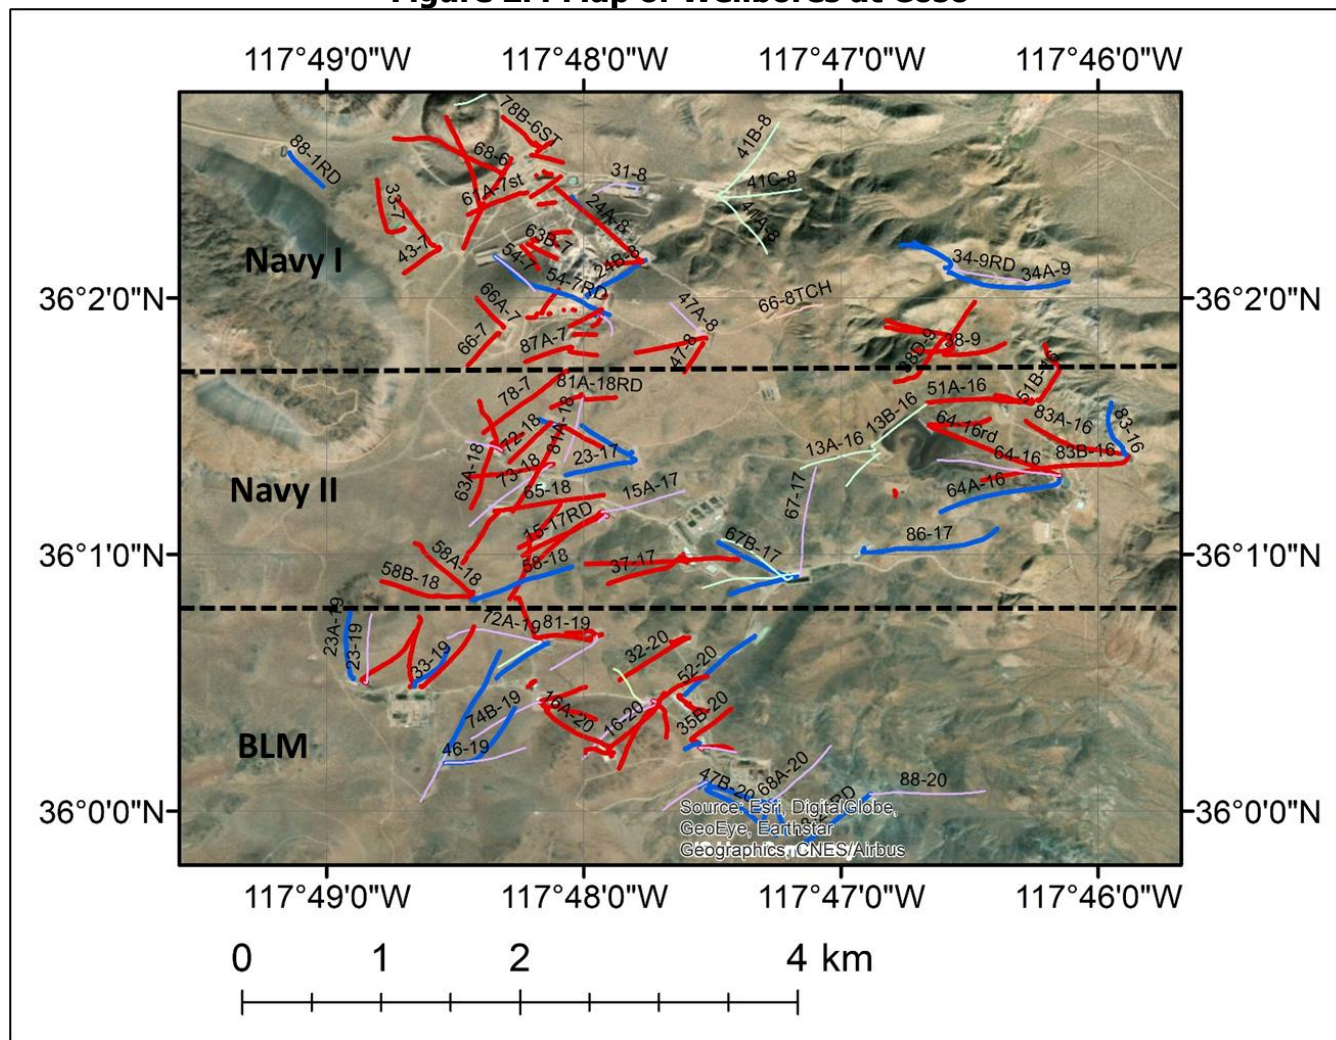 117°49'0"W 117°48'0"W 117°47'0"W 117°46'0"W
78B-6ST
41B-8
88-1RD
68-6
31-8
41C-8
61A-7st
33-7
24A-8
41A-8
43-7
63B-7
Navy I
54-7
24B-8
34-9RD
34A-9
54-7RD
36°2'0"N 36°2'0"N
66A-7
47A-8
66-8TCH
66-7
87A-7
47-8
38D-9
38-9
78-7
81A-18RD
51A-16
51B-16
13B-16
83A-16
83-16
72-18
81A-18
64-16rd
13A-16
63A-18
73-18
23-17
64-16
83B-16
Navy II
65-18
15A-17
67-17
64A-16
15-17RD
86-17
36°1'0"N 36°1'0"N
58A-18
58-18
37-17
67B-17
58B-18
23A-19
23-19
72A-19
81-19
33-19
32-20
52-20
74B-19
16A-20
16-20
35B-20
BLM
46-19
47B-20
68A-20
88-20
36°0'0"N 36°0'0"N
Source: Esri, DigitalGlobe,
GeoEye, Earthstar
Geographics, CNES/Airbus
117°49'0"W 117°48'0"W 117°47'0"W 117°46'0"W
0 1 2 4 km